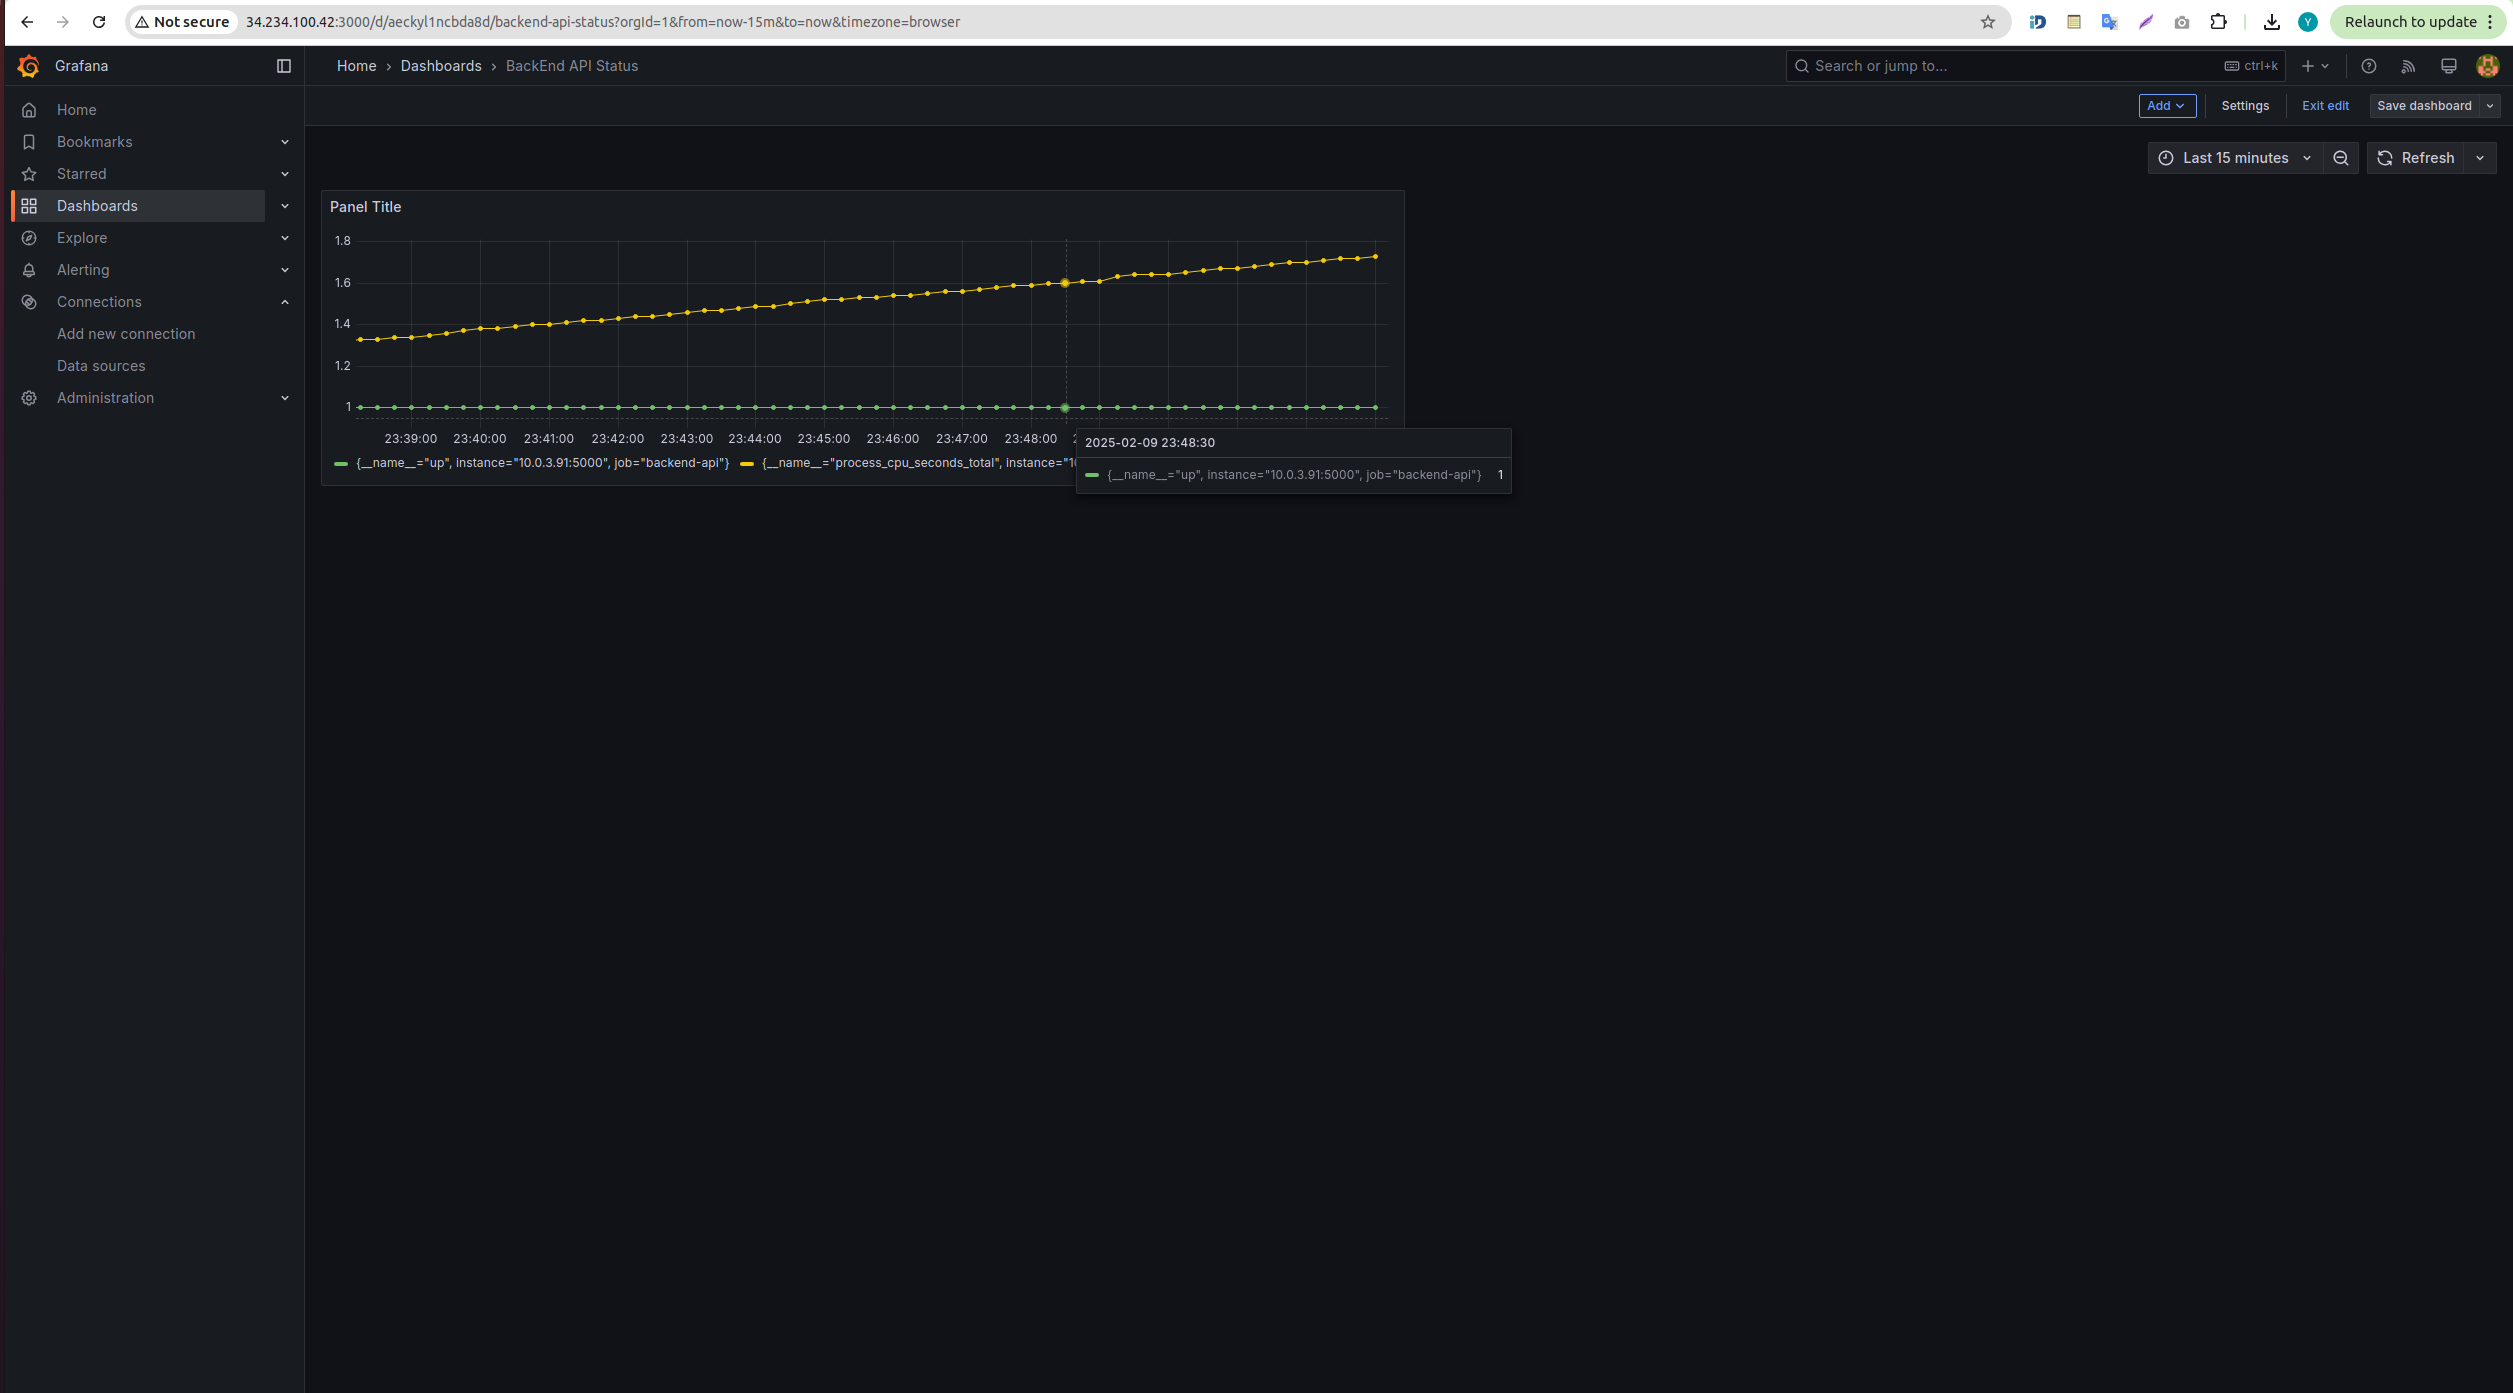 Not secure 34.234.100.42:3000/d/aeckyl1ncbda8d/backend-api-status?orgId=1&from=now-15m&to=now&timezone=browser Y Relaunch to update
Grafana Home › Dashboards › BackEnd API Status Search or jump to... ctrl+k
Add Settings Exit edit Save dashboard
Home
Bookmarks
Starred
Dashboards
Explore
Alerting
Connections
Add new connection
Data sources
Administration
Last 15 minutes Refresh
Panel Title
1.8
1.6
1.4
1.2
1
23:39:00 23:40:00 23:41:00 23:42:00 23:43:00 23:44:00 23:45:00 23:46:00 23:47:00 23:48:00
{__name__="up", instance="10.0.3.91:5000", job="backend-api"} {__name__="process_cpu_seconds_total", instance="1
2025-02-09 23:48:30
{__name__="up", instance="10.0.3.91:5000", job="backend-api"} 1